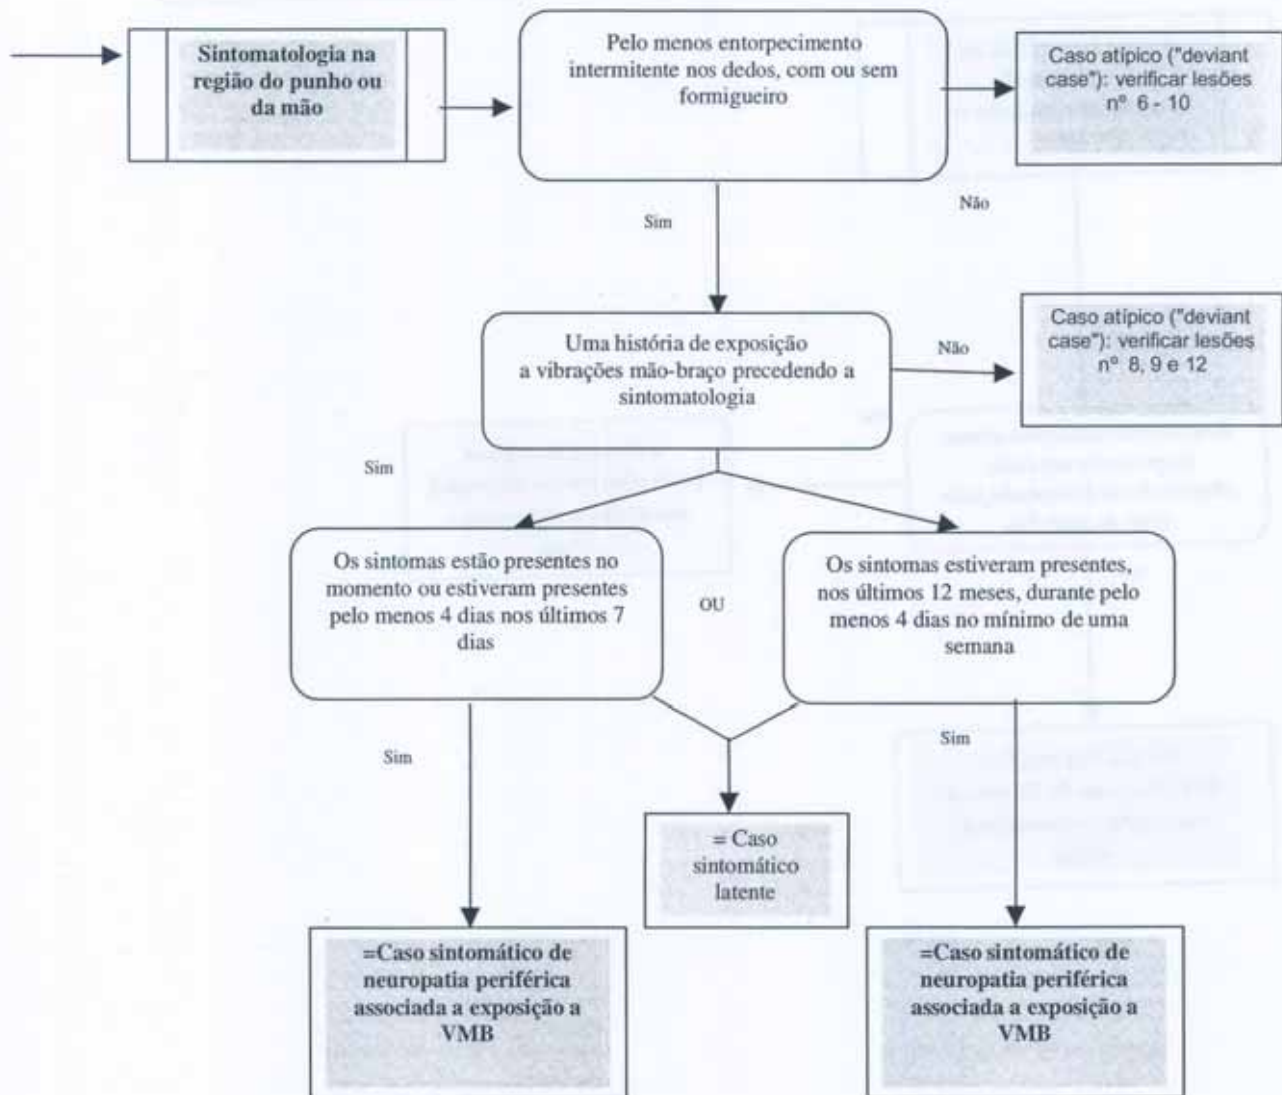 Sintomatologia na
região do punho ou
da mão
Pelo menos entorpecimento
intermitente nos dedos, com ou sem
formigueiro
Caso atípico ("deviant
case"): verificar lesões
nº 6 - 10
Sim
Não
Uma história de exposição
a vibrações mão-braço precedendo a
sintomatologia
Não
Caso atípico ("deviant
case"): verificar lesões
nº 8, 9 e 12
Sim
Os sintomas estão presentes no
momento ou estiveram presentes
pelo menos 4 dias nos últimos 7
dias
OU
Os sintomas estiveram presentes,
nos últimos 12 meses, durante pelo
menos 4 dias no mínimo de uma
semana
Sim
Sim
= Caso
sintomático
latente
=Caso sintomático de
neuropatia periférica
associada a exposição a
VMB
=Caso sintomático de
neuropatia periférica
associada a exposição a
VMB